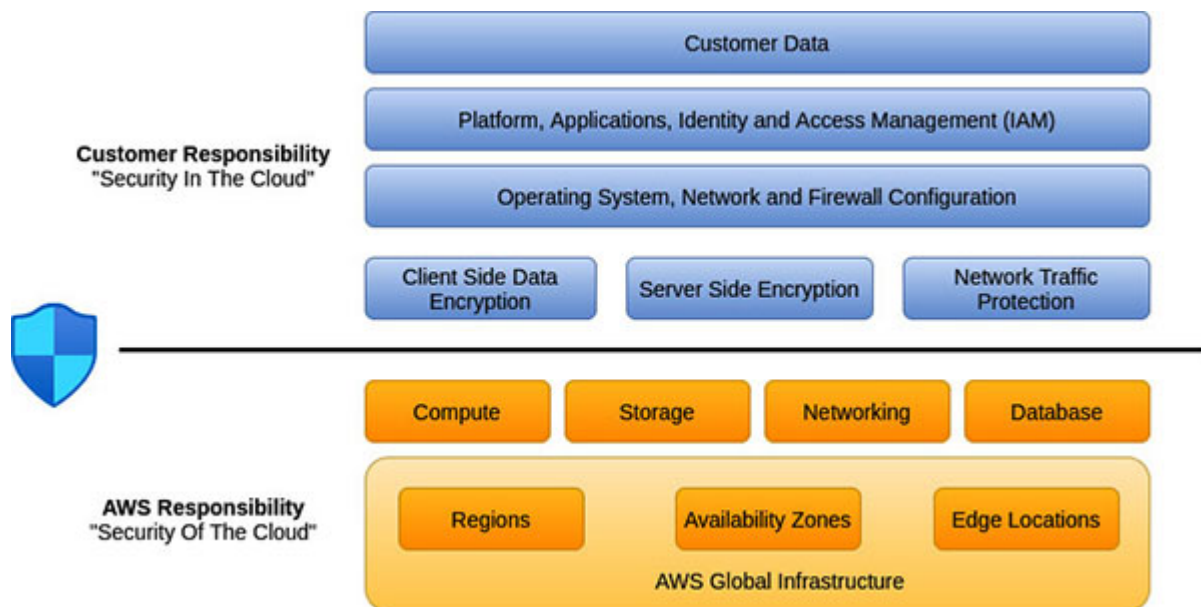 Customer Data
Platform, Applications, Identity and Access Management (IAM)
Customer Responsibility
"Security In The Cloud"
Operating System, Network and Firewall Configuration
Client Side Data
Encryption
Server Side Encryption
Network Traffic
Protection
Compute
Storage
Networking
Database
AWS Responsibility
"Security Of The Cloud"
Regions
Availability Zones
Edge Locations
AWS Global Infrastructure